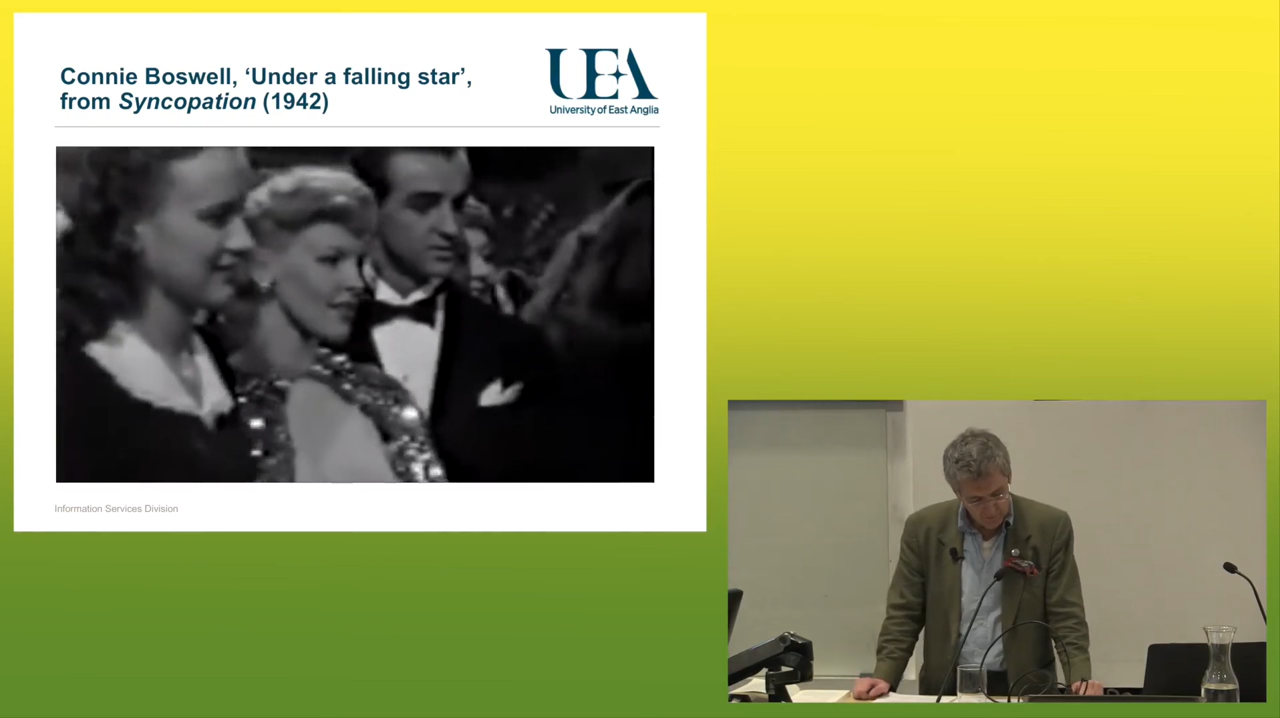 Connie Boswell, ‘Under a falling star’,
from Syncopation (1942)
UEA
University of East Anglia
Information Services Division